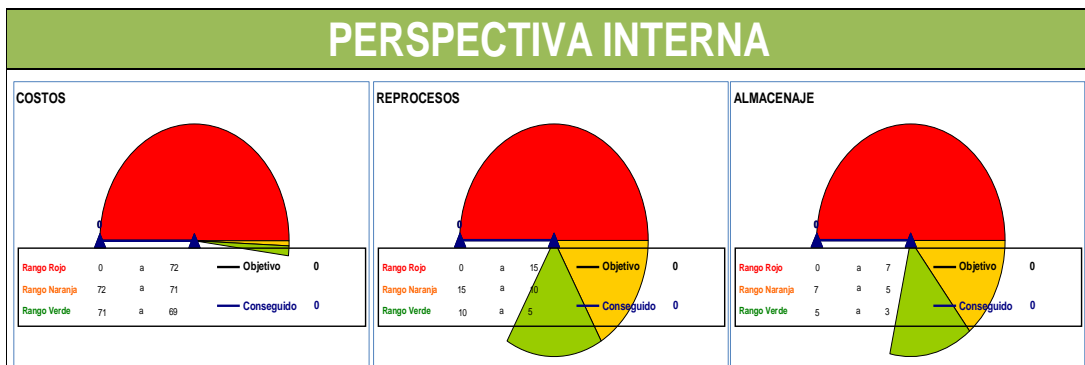 PERSPECTIVA INTERNA
COSTOS
0
Rango Rojo 0 a 72 Objetivo 0
Rango Naranja 72 a 71
Rango Verde 71 a 69 Conseguido 0
REPROCESOS
0
Rango Rojo 0 a 15 Objetivo 0
Rango Naranja 15 a 10
Rango Verde 10 a 5 Conseguido 0
ALMACENAJE
0
Rango Rojo 0 a 7 Objetivo 0
Rango Naranja 7 a 5
Rango Verde 5 a 3 Conseguido 0